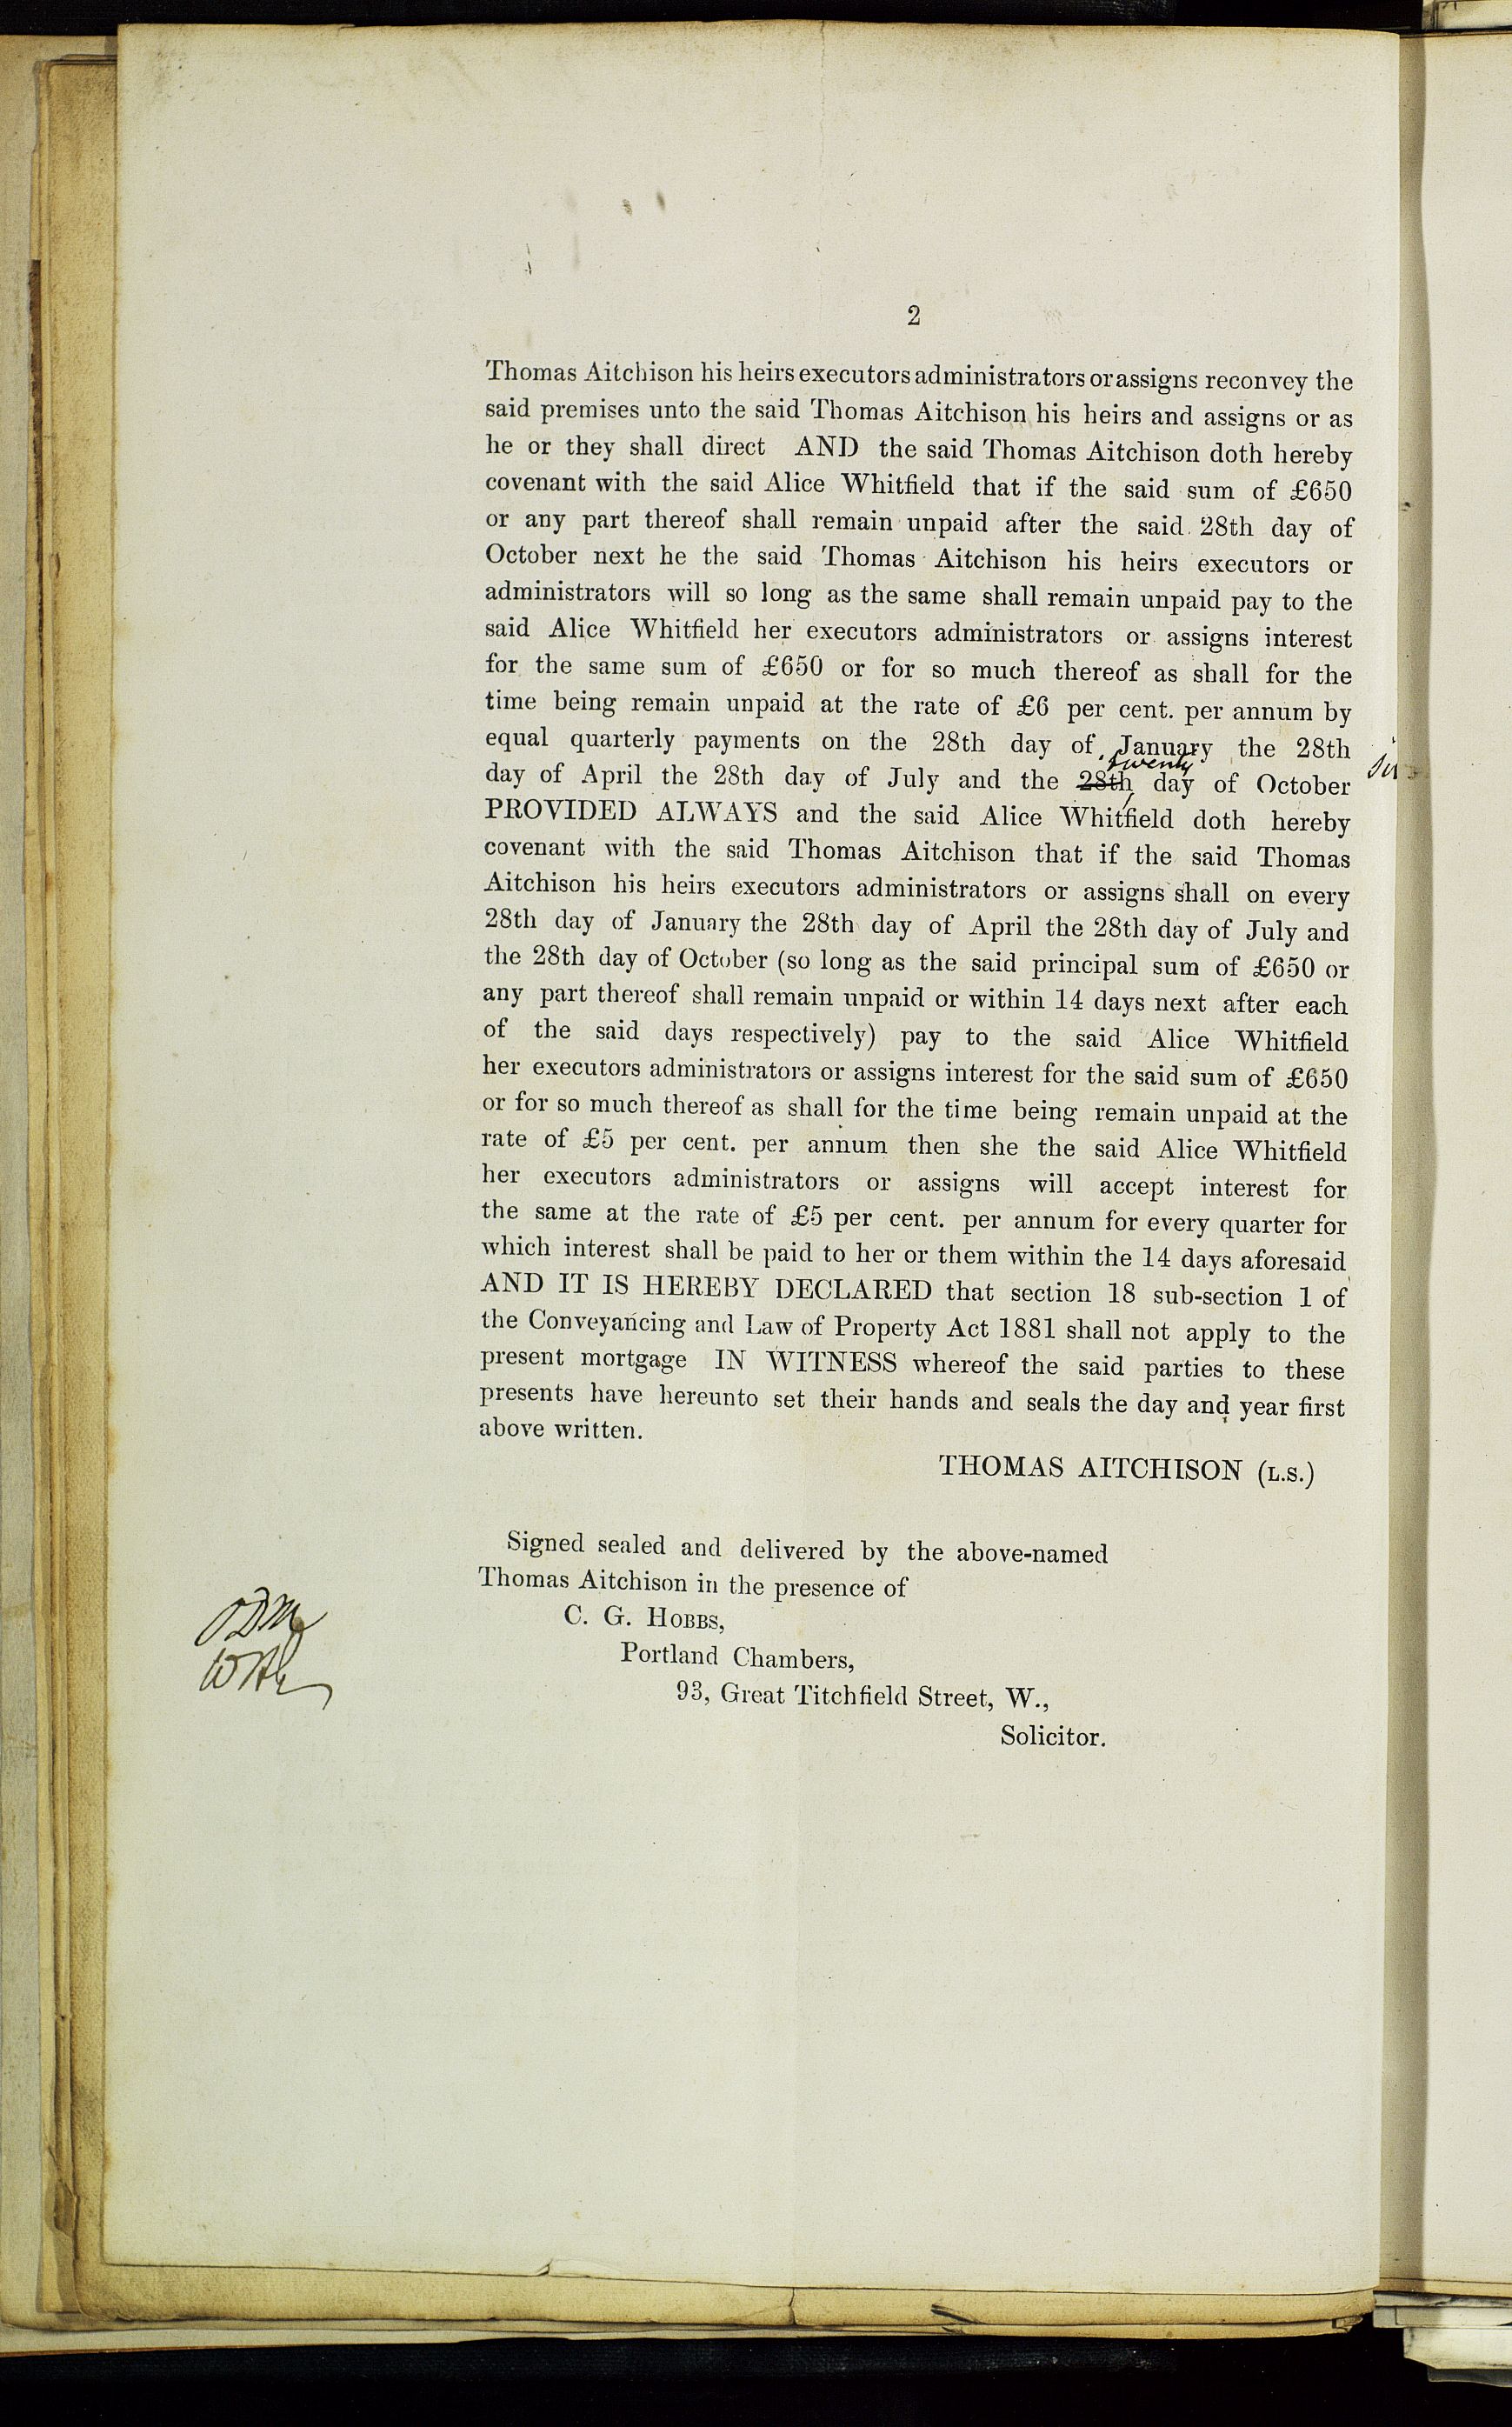 2
Thomas Aitchison his heirs executors administrators or assigns reconvey the
said premises unto the said Thomas Aitchison his heirs and assigns or as
he or they shall direct AND the said Thomas Aitchison doth hereby
covenant with the said Alice Whitfield that if the said sum of £650
or any part thereof shall remain unpaid after the said 28th day of
October next he the said Thomas Aitchison his heirs executors or
administrators will so long as the same shall remain unpaid pay to the
said Alice Whitfield her executors administrators or assigns interest
for the same sum of £650 or for so much thereof as shall for the
time being remain unpaid at the rate of £6 per cent. per annum by
equal quarterly payments on the 28th day of January the 28th
twenty
day of April the 28th day of July and the 28th day of October
PROVIDED ALWAYS and the said Alice Whitfield doth hereby
covenant with the said Thomas Aitchison that if the said Thomas
Aitchison his heirs executors administrators or assigns shall on every
28th day of January the 28th day of April the 28th day of July and
the 28th day of October (so long as the said principal sum of £650 or
any part thereof shall remain unpaid or within 14 days next after each
of the said days respectively) pay to the said Alice Whitfield
her executors administrators or assigns interest for the said sum of £650
or for so much thereof as shall for the time being remain unpaid at the
rate of £5 per cent. per annum then she the said Alice Whitfield
her executors administrators or assigns will accept interest for
the same at the rate of £5 per cent. per annum for every quarter for
which interest shall be paid to her or them within the 14 days aforesaid
AND IT IS HEREBY DECLARED that section 18 sub-section 1 of
the Conveyancing and Law of Property Act 1881 shall not apply to the
present mortgage IN WITNESS whereof the said parties to these
presents have hereunto set their hands and seals the day and year first
above written.
THOMAS AITCHISON (L.S.)
Signed sealed and delivered by the above-named
Thomas Aitchison in the presence of
C. G. HOBBS,
Portland Chambers,
93, Great Titchfield Street, W.,
Solicitor.